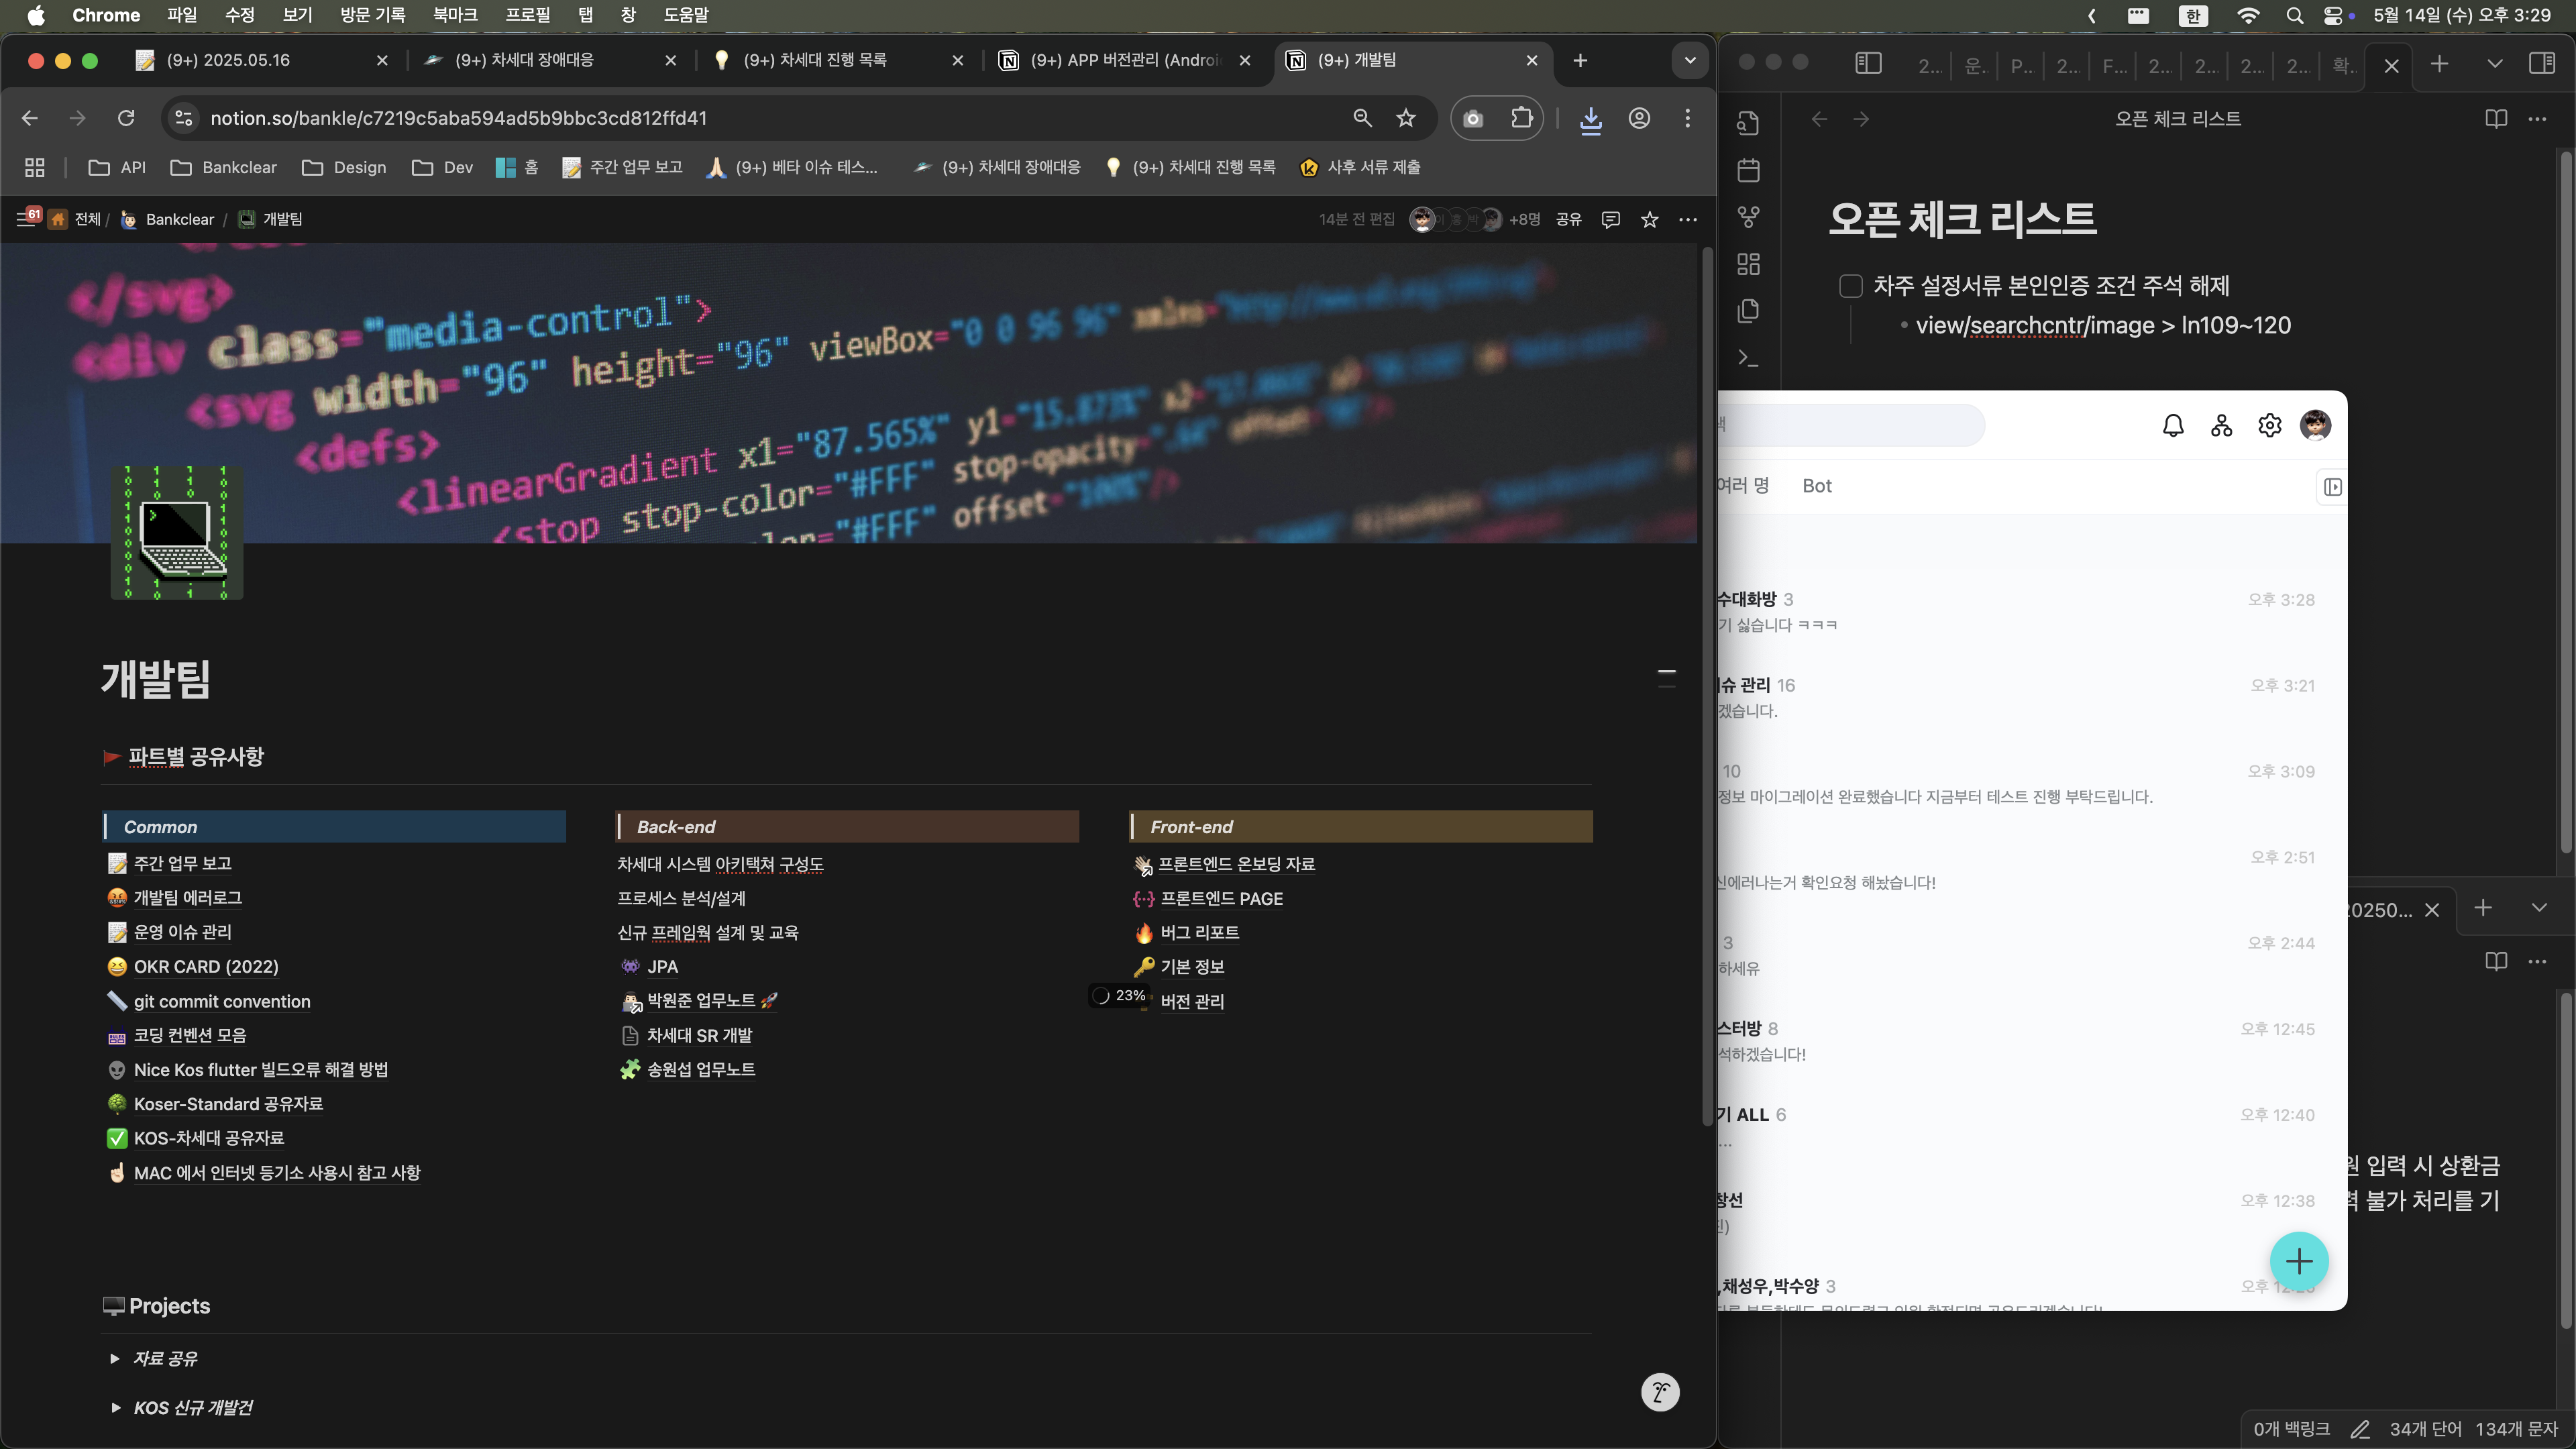 Chrome 파일 수정 보기 방문 기록 북마크 프로필 탭 창 도움말
한 5월 14일 (수) 오후 3:29
(9+) 2025.05.16
(9+) 차세대 장애대응
(9+) 차세대 진행 목록
(9+) APP 버전관리 (Androi
(9+) 개발팀
notion.so/bankle/c7219c5aba594ad5b9bbc3cd812ffd41
API Bankclear Design Dev 홈 주간 업무 보고 (9+) 베타 이슈 테스... (9+) 차세대 장애대응 (9+) 차세대 진행 목록 사후 서류 제출
61 전체 / Bankclear / 개발팀
14분 전 편집 +8명 공유
</svg>
<div class="media-control">
<svg width="96" height="96" viewBox="0 0 96 96" xmlns=
<defs>
<linearGradient x1="87.565%" y1="15.873%" x2=
<stop stop-color="#FFF" stop-opacity= offset=
"#FFF" offset="100%"/>
개발팀
파트별 공유사항
Common
주간 업무 보고
개발팀 에러로그
운영 이슈 관리
OKR CARD (2022)
git commit convention
코딩 컨벤션 모음
Nice Kos flutter 빌드오류 해결 방법
Koser-Standard 공유자료
KOS-차세대 공유자료
MAC 에서 인터넷 등기소 사용시 참고 사항
Back-end
차세대 시스템 아키택쳐 구성도
프로세스 분석/설계
신규 프레임웍 설계 및 교육
JPA
박원준 업무노트
차세대 SR 개발
송원섭 업무노트
Front-end
프론트엔드 온보딩 자료
프론트엔드 PAGE
버그 리포트
기본 정보
23% 버전 관리
Projects
자료 공유
KOS 신규 개발건
2... 운.. P... 2... F... 2... 2... 2... 2... 확..
오픈 체크 리스트
오픈 체크 리스트
차주 설정서류 본인인증 조건 주석 해제
view/searchcntr/image > ln109~120
여러 명 Bot
수대화방 3 오후 3:28
기 싫습니다 ㅋㅋㅋ
슈 관리 16 오후 3:21
겠습니다.
10 오후 3:09
정보 마이그레이션 완료했습니다 지금부터 테스트 진행 부탁드립니다.
오후 2:51
신에러나는거 확인요청 해놨습니다!
3 오후 2:44
하세유
스터방 8 오후 12:45
석하겠습니다!
기 ALL 6 오후 12:40
...
창선 오후 12:38
,채성우,박수양 3 오후
20250...
원 입력 시 상환금
력 불가 처리를 기
0개 백링크 34개 단어 134개 문자